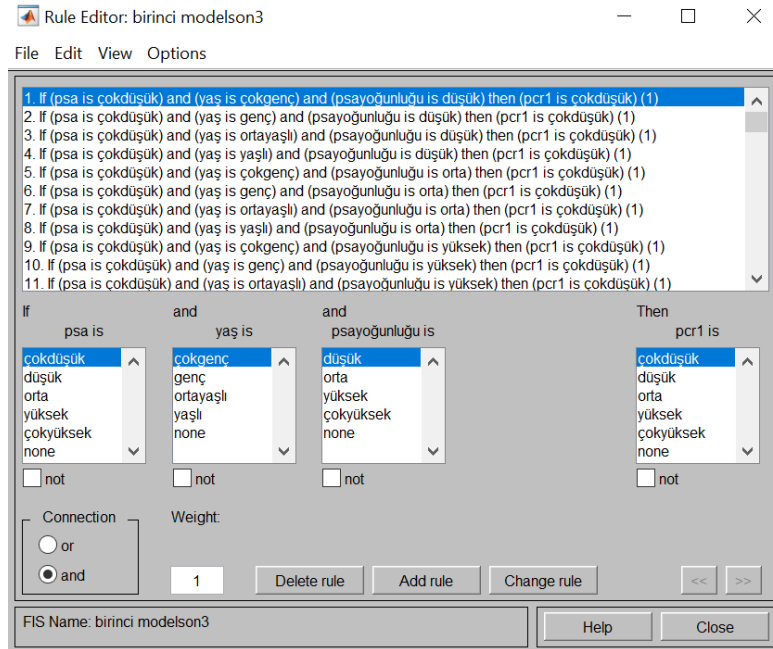 Rule Editor: birinci modelson3
File Edit View Options
1. If (psa is çokdüşük) and (yaş is çokgenç) and (psayoğunluğu is düşük) then (pcr1 is çokdüşük) (1)
2. If (psa is çokdüşük) and (yaş is genç) and (psayoğunluğu is düşük) then (pcr1 is çokdüşük) (1)
3. If (psa is çokdüşük) and (yaş is ortayaşlı) and (psayoğunluğu is düşük) then (pcr1 is çokdüşük) (1)
4. If (psa is çokdüşük) and (yaş is yaşlı) and (psayoğunluğu is düşük) then (pcr1 is çokdüşük) (1)
5. If (psa is çokdüşük) and (yaş is çokgenç) and (psayoğunluğu is orta) then (pcr1 is çokdüşük) (1)
6. If (psa is çokdüşük) and (yaş is genç) and (psayoğunluğu is orta) then (pcr1 is çokdüşük) (1)
7. If (psa is çokdüşük) and (yaş is ortayaşlı) and (psayoğunluğu is orta) then (pcr1 is çokdüşük) (1)
8. If (psa is çokdüşük) and (yaş is yaşlı) and (psayoğunluğu is orta) then (pcr1 is çokdüşük) (1)
9. If (psa is çokdüşük) and (yaş is çokgenç) and (psayoğunluğu is yüksek) then (pcr1 is çokdüşük) (1)
10. If (psa is çokdüşük) and (yaş is genç) and (psayoğunluğu is yüksek) then (pcr1 is çokdüşük) (1)
11. If (psa is çokdüşük) and (yaş is ortayaşlı) and (psayoğunluğu is yüksek) then (pcr1 is çokdüşük) (1)
If and and Then
psa is yaş is psayoğunluğu is pcr1 is
çokdüşük çokgenç düşük çokdüşük
düşük genç orta düşük
orta ortayaşlı yüksek orta
yüksek yaşlı çokyüksek yüksek
çokyüksek none none çokyüksek
none none
not not not not
Connection Weight:
or
and 1 Delete rule Add rule Change rule << >>
FIS Name: birinci modelson3 Help Close